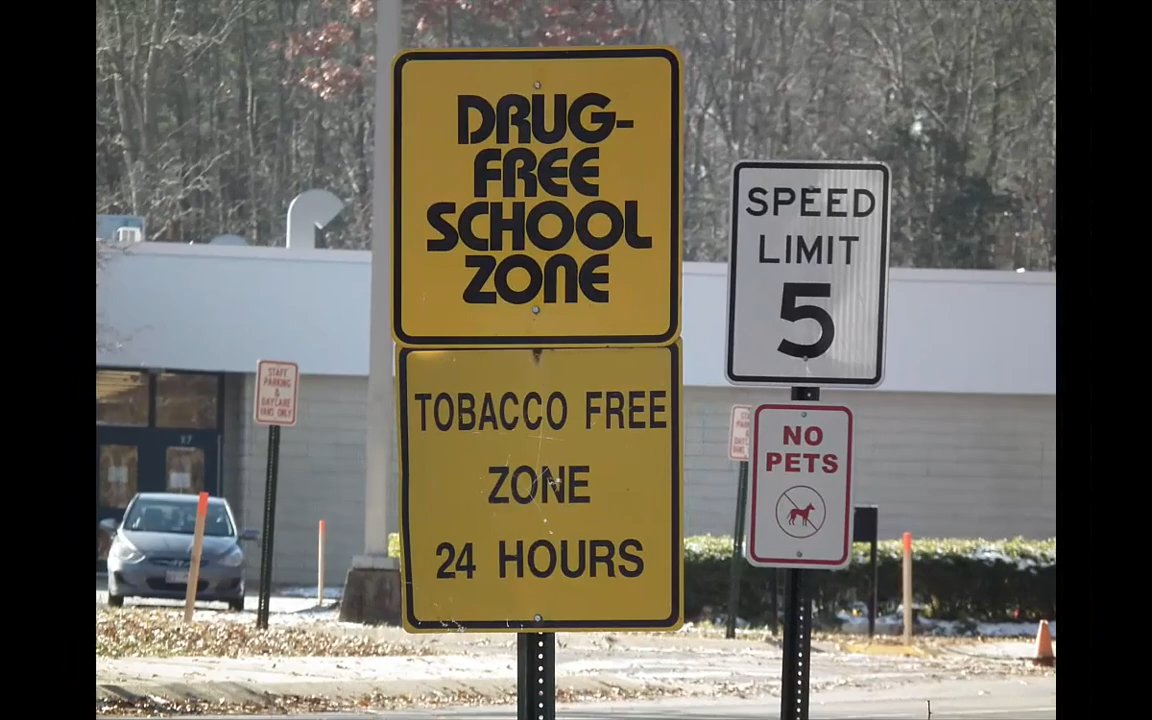 DRUG-
FREE
SCHOOL
ZONE
TOBACCO FREE
ZONE
24 HOURS
SPEED
LIMIT
5
NO
PETS
STAFF
PARKING
&
DAYCARE
VANS ONLY